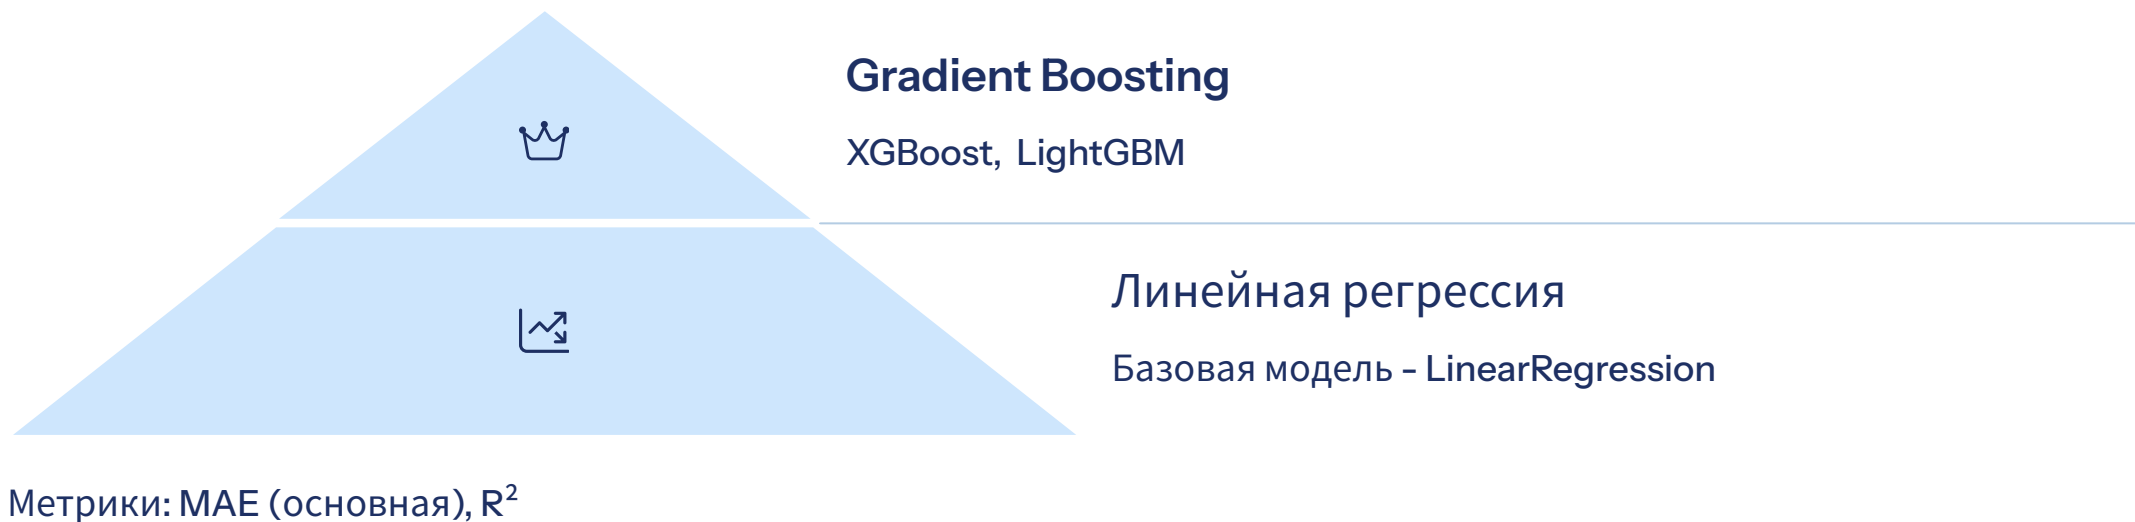 Gradient Boosting
XGBoost, LightGBM
Линейная регрессия
Базовая модель - LinearRegression
Метрики: MAE (основная), R²